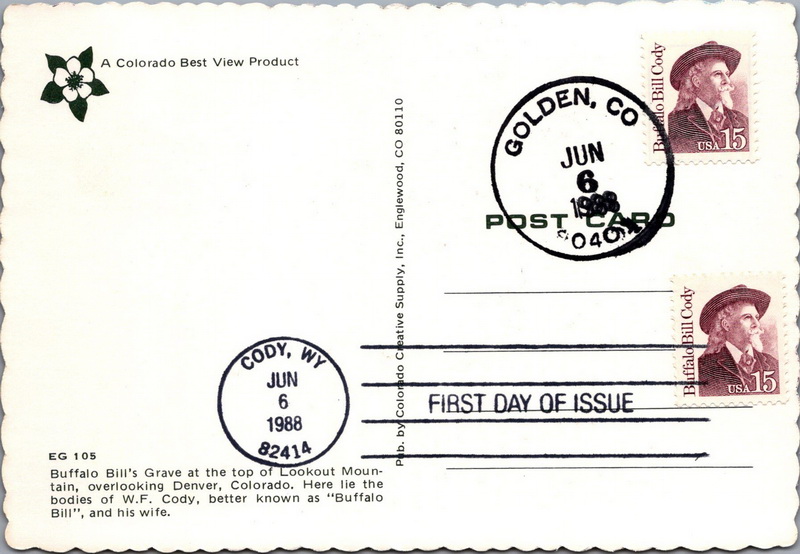 A Colorado Best View Product
Buffalo Bill Cody
USA 15
GOLDEN, CO
JUN
6
1988
POST CARD
Pub. by Colorado Creative Supply, Inc., Englewood, CO 80110
Buffalo Bill Cody
USA 15
CODY, WY
JUN
6
1988
82414
FIRST DAY OF ISSUE
EG 105
Buffalo Bill's Grave at the top of Lookout Moun-
tain, overlooking Denver, Colorado. Here lie the
bodies of W.F. Cody, better known as "Buffalo
Bill", and his wife.